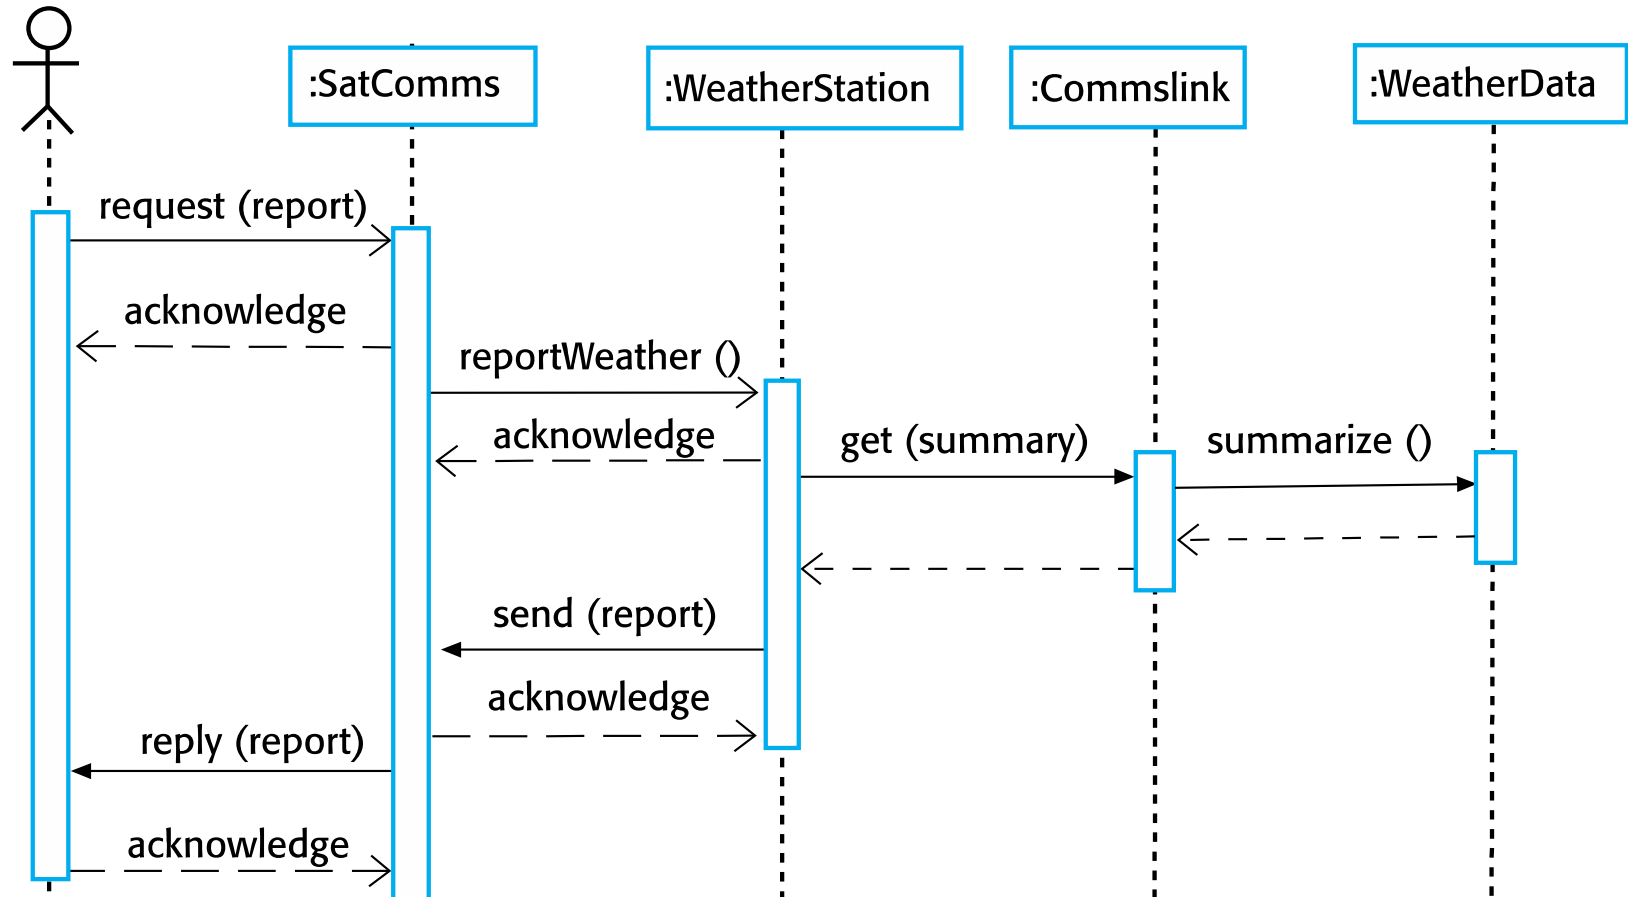 :SatComms
:WeatherStation
:Commslink
:WeatherData
request (report)
acknowledge
reportWeather ()
acknowledge
get (summary)
summarize ()
send (report)
acknowledge
reply (report)
acknowledge